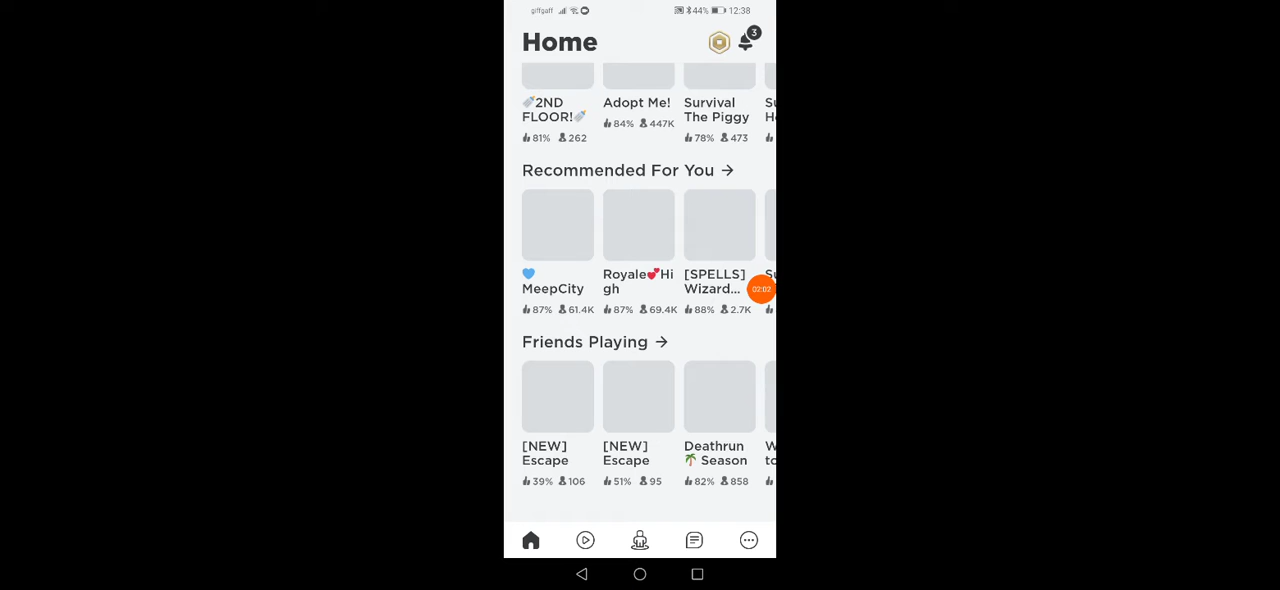 giffgaff 44% 12:38
Home 3
2ND FLOOR!
81% 262
Adopt Me!
84% 447K
Survival The Piggy
78% 473
Recommended For You →
MeepCity
87% 61.4K
Royale💕High
87% 69.4K
[SPELLS] Wizard...
88% 2.7K
02:02
Friends Playing →
[NEW] Escape
39% 106
[NEW] Escape
51% 95
Deathrun 🌴 Season
82% 858